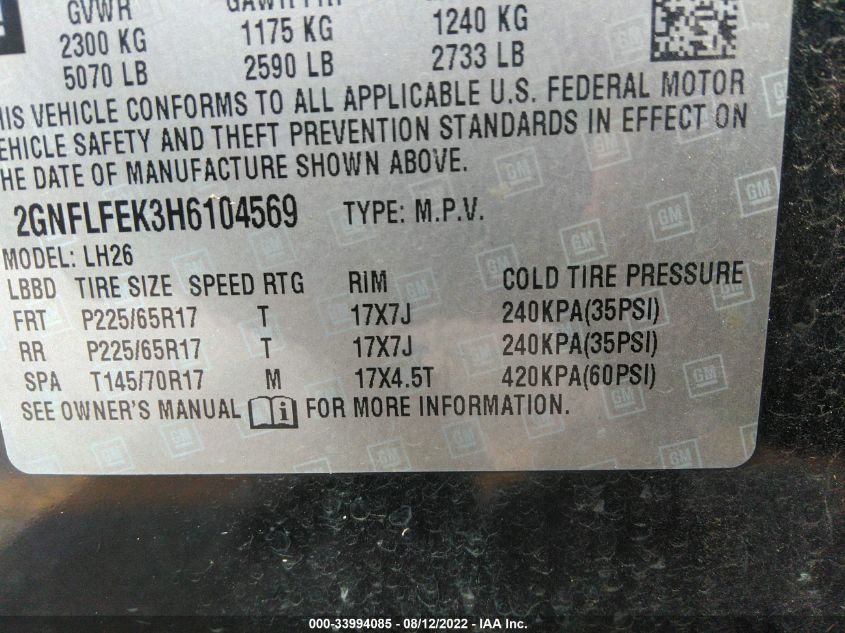 GVWR
2300 KG 1175 KG 1240 KG
5070 LB 2590 LB 2733 LB
VEHICLE CONFORMS TO ALL APPLICABLE U.S. FEDERAL MOTOR
SAFETY AND THEFT PREVENTION STANDARDS IN EFFECT ON
DATE OF MANUFACTURE SHOWN ABOVE.
2GNFLFEK3H6104569 TYPE: M.P.V.
MODEL: LH26
LBBD TIRE SIZE SPEED RTG RIM COLD TIRE PRESSURE
FRT P225/65R17 T 17X7J 240KPA(35PSI)
RR P225/65R17 T 17X7J 240KPA(35PSI)
SPA T145/70R17 M 17X4.5T 420KPA(60PSI)
SEE OWNER'S MANUAL i FOR MORE INFORMATION.
000-33994085 - 08/12/2022 - IAA Inc.